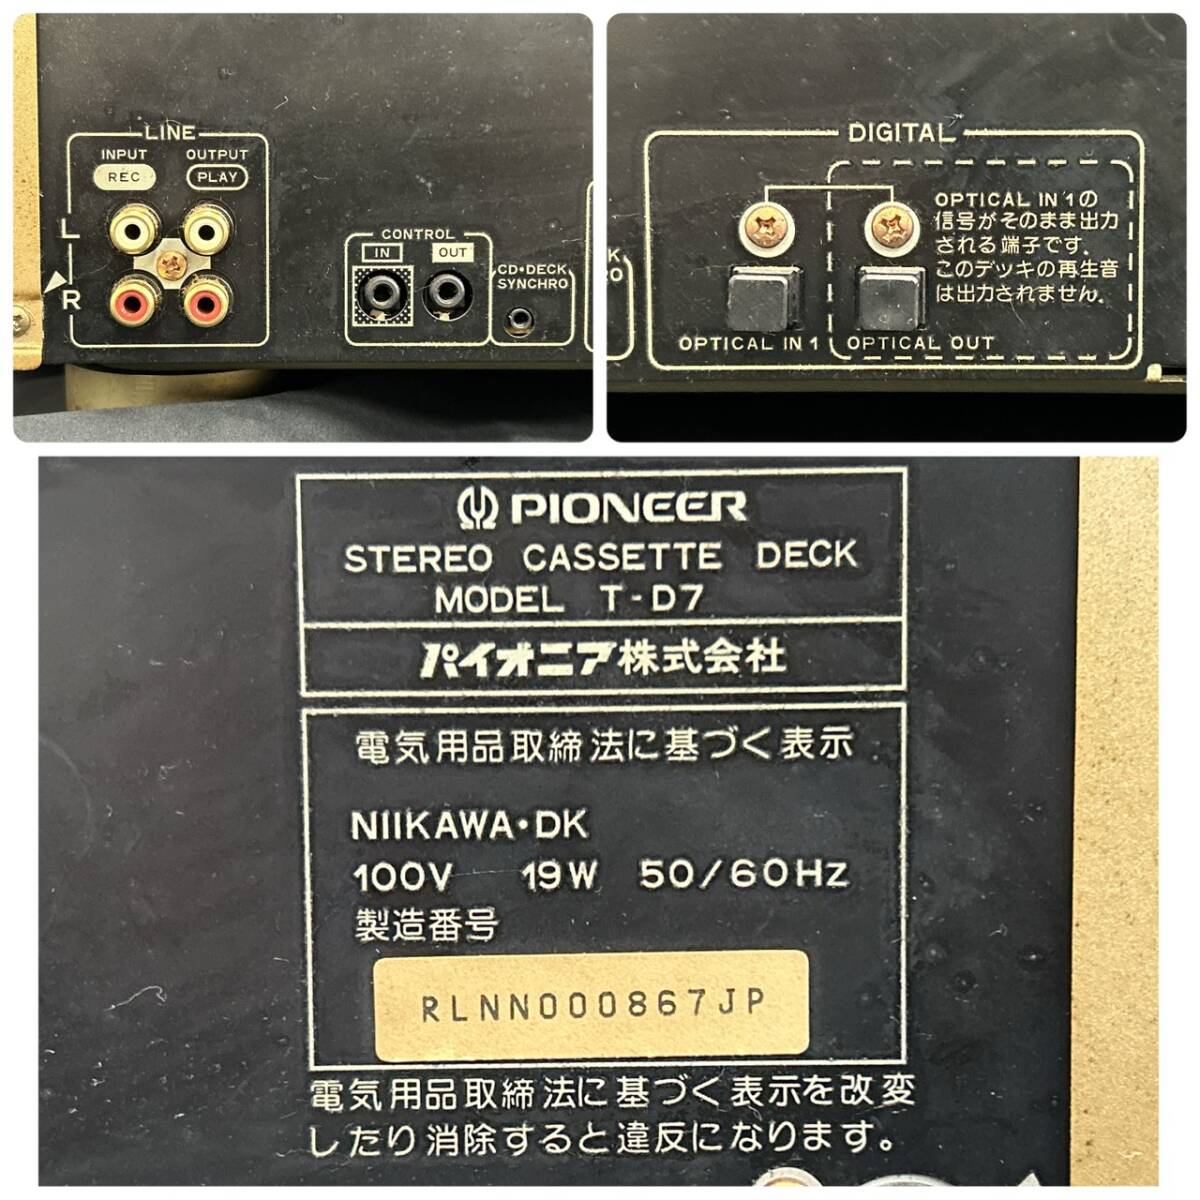 LINE
INPUT OUTPUT
REC PLAY
L
R
CONTROL
IN OUT
CD•DECK
SYNCHRO
DIGITAL
OPTICAL IN 1の
信号がそのまま出力
される端子です.
このデッキの再生音
は出力されません.
OPTICAL IN 1 OPTICAL OUT
PIONEER
STEREO CASSETTE DECK
MODEL T-D7
パイオニア株式会社
電気用品取締法に基づく表示
NIIKAWA・DK
100V 19W 50/60Hz
製造番号
RLNN000867JP
電気用品取締法に基づく表示を改変
したり消除すると違反になります。